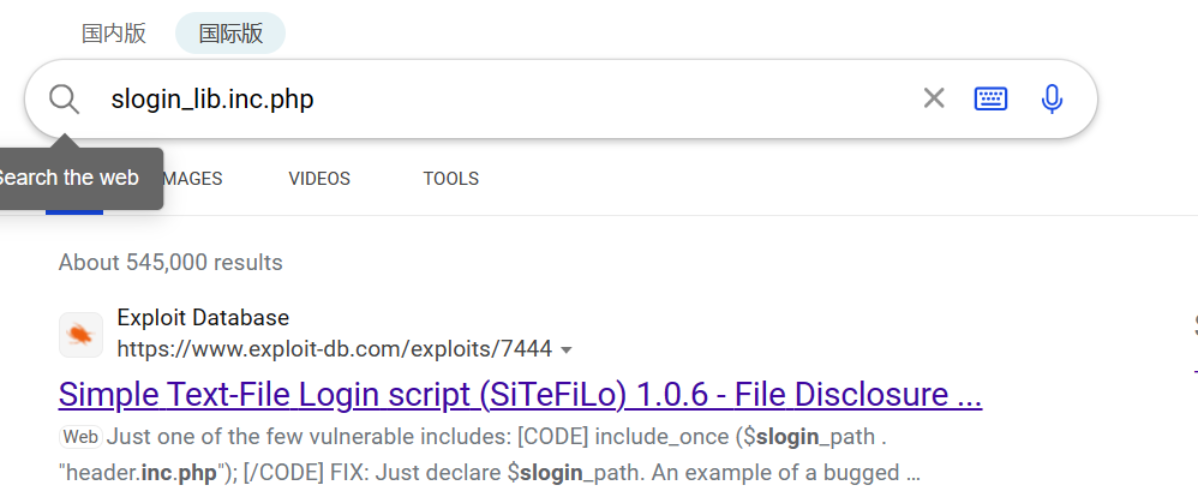 国内版 国际版
slogin_lib.inc.php
Search the web
MAGES VIDEOS TOOLS
About 545,000 results
Exploit Database
https://www.exploit-db.com/exploits/7444
Simple Text-File Login script (SiTeFiLo) 1.0.6 - File Disclosure ...
Web Just one of the few vulnerable includes: [CODE] include_once ($slogin_path .
"header.inc.php"); [/CODE] FIX: Just declare $slogin_path. An example of a bugged ...